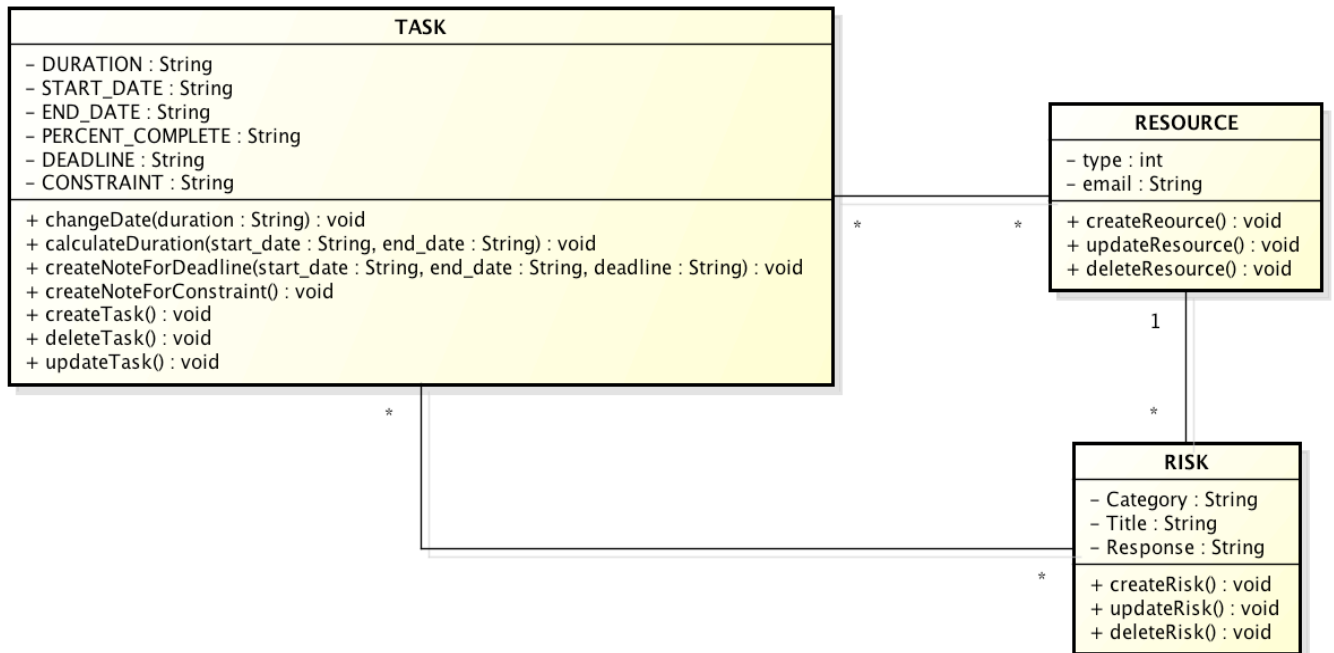 TASK
- DURATION : String
- START_DATE : String
- END_DATE : String
- PERCENT_COMPLETE : String
- DEADLINE : String
- CONSTRAINT : String
+ changeDate(duration : String) : void
+ calculateDuration(start_date : String, end_date : String) : void
+ createNoteForDeadline(start_date : String, end_date : String, deadline : String) : void
+ createNoteForConstraint() : void
+ createTask() : void
+ deleteTask() : void
+ updateTask() : void
RESOURCE
- type : int
- email : String
+ createReource() : void
+ updateResource() : void
+ deleteResource() : void
* *
1
*
*
*
RISK
- Category : String
- Title : String
- Response : String
+ createRisk() : void
+ updateRisk() : void
+ deleteRisk() : void